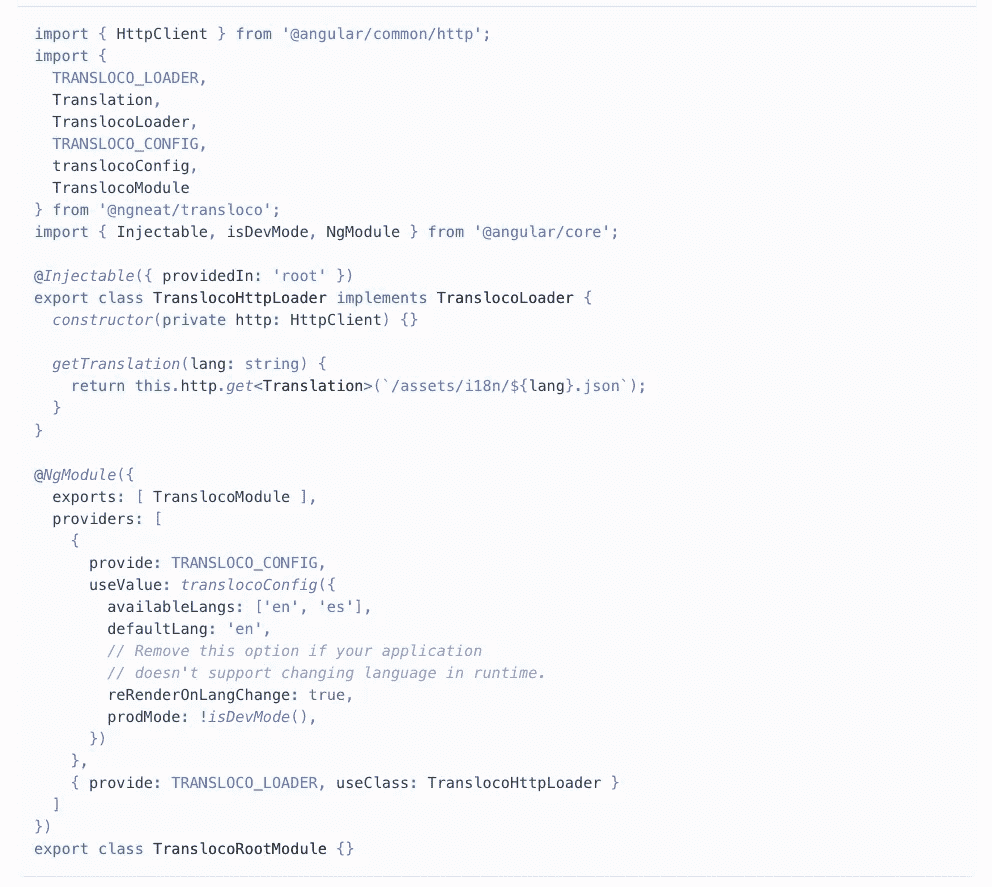 import { HttpClient } from '@angular/common/http';
import {
  TRANSLOCO_LOADER,
  Translation,
  TranslocoLoader,
  TRANSLOCO_CONFIG,
  translocoConfig,
  TranslocoModule
} from '@ngneat/transloco';
import { Injectable, isDevMode, NgModule } from '@angular/core';

@Injectable({ providedIn: 'root' })
export class TranslocoHttpLoader implements TranslocoLoader {
  constructor(private http: HttpClient) {}

  getTranslation(lang: string) {
    return this.http.get<Translation>(`/assets/i18n/${lang}.json`);
  }
}

@NgModule({
  exports: [ TranslocoModule ],
  providers: [
    {
      provide: TRANSLOCO_CONFIG,
      useValue: translocoConfig({
        availableLangs: ['en', 'es'],
        defaultLang: 'en',
        // Remove this option if your application
        // doesn't support changing language in runtime.
        reRenderOnLangChange: true,
        prodMode: !isDevMode(),
      })
    },
    { provide: TRANSLOCO_LOADER, useClass: TranslocoHttpLoader }
  ]
})
export class TranslocoRootModule {}